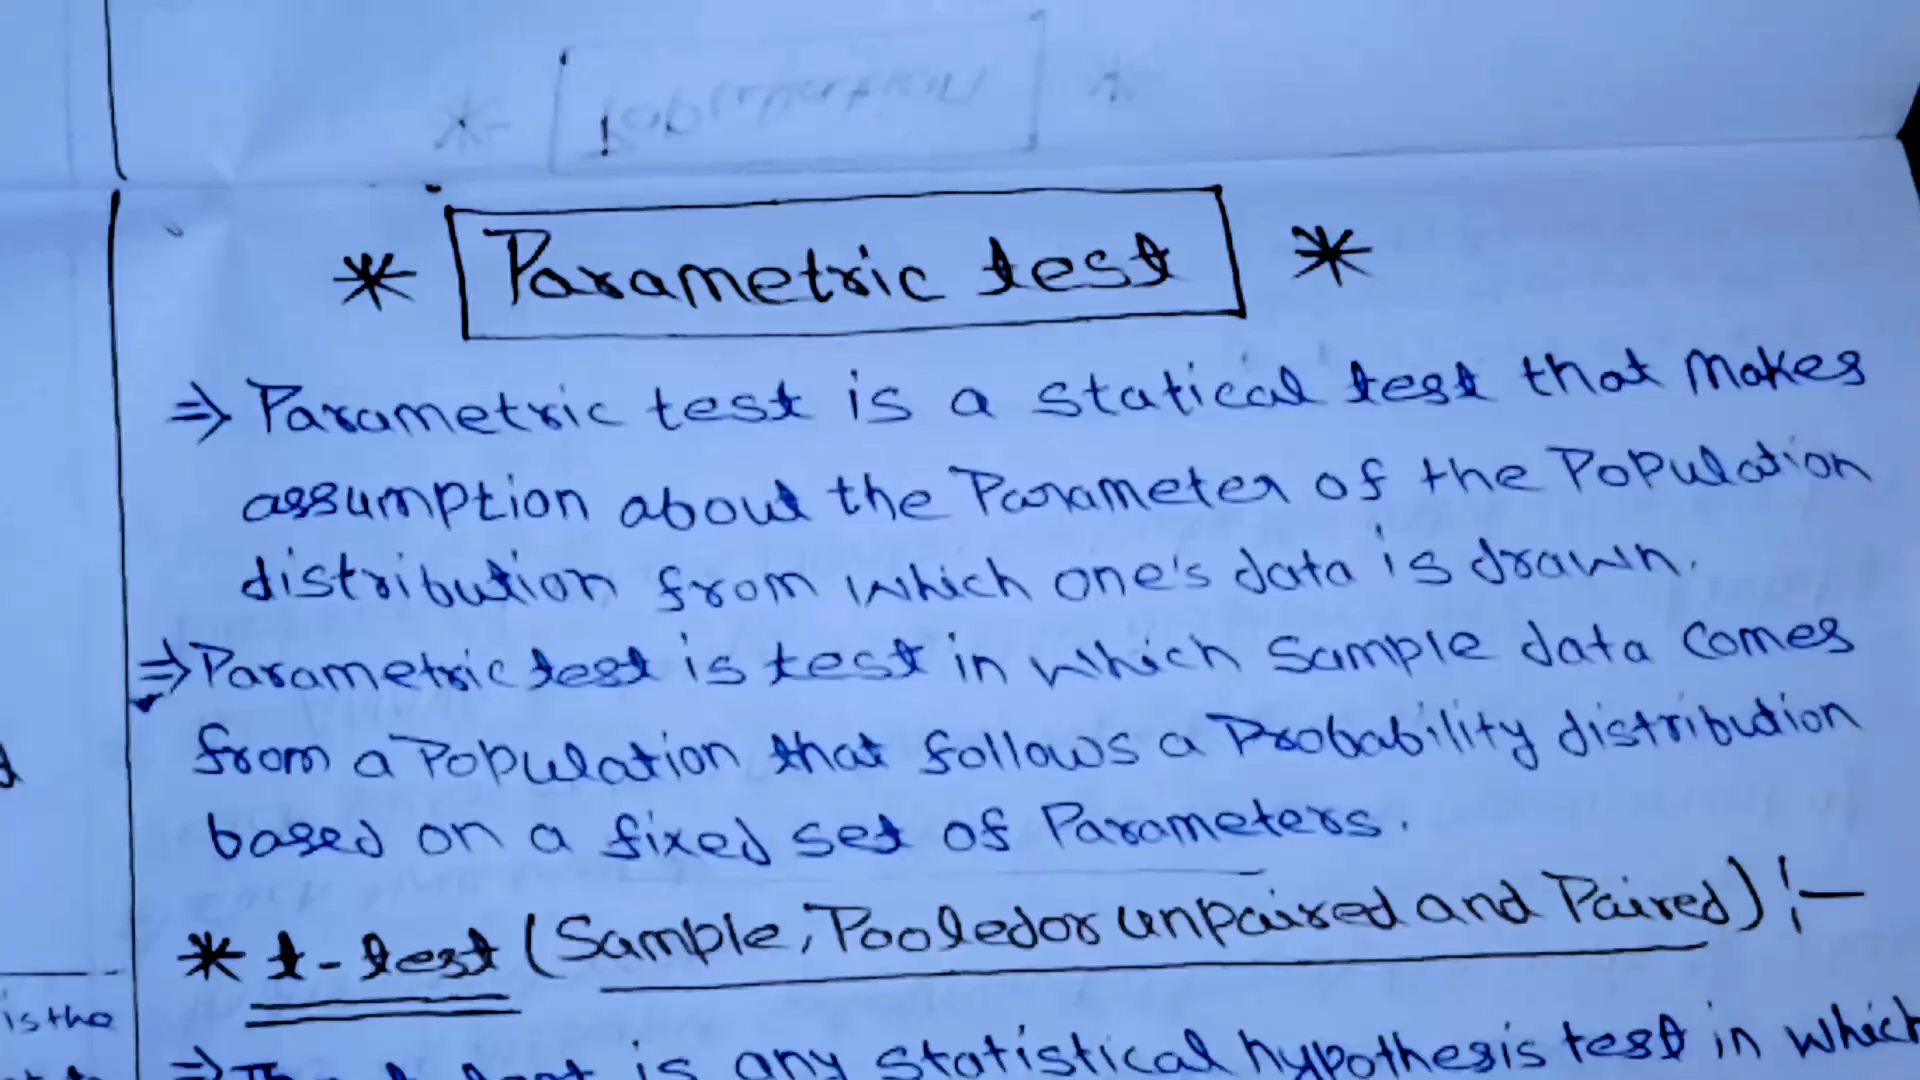 * Parametric test *
⇒ Parametric test is a statical test that makes
assumption about the Parameter of the Population
distribution from which one's data is drawn.
⇒ Parametric test is test in which Sample data comes
from a Population that follows a Probability distribution
based on a fixed set of Parameters.
* t-test (Sample, Pooled or unpaired and Paired) :-
is the
is any statistical hypothesis test in which